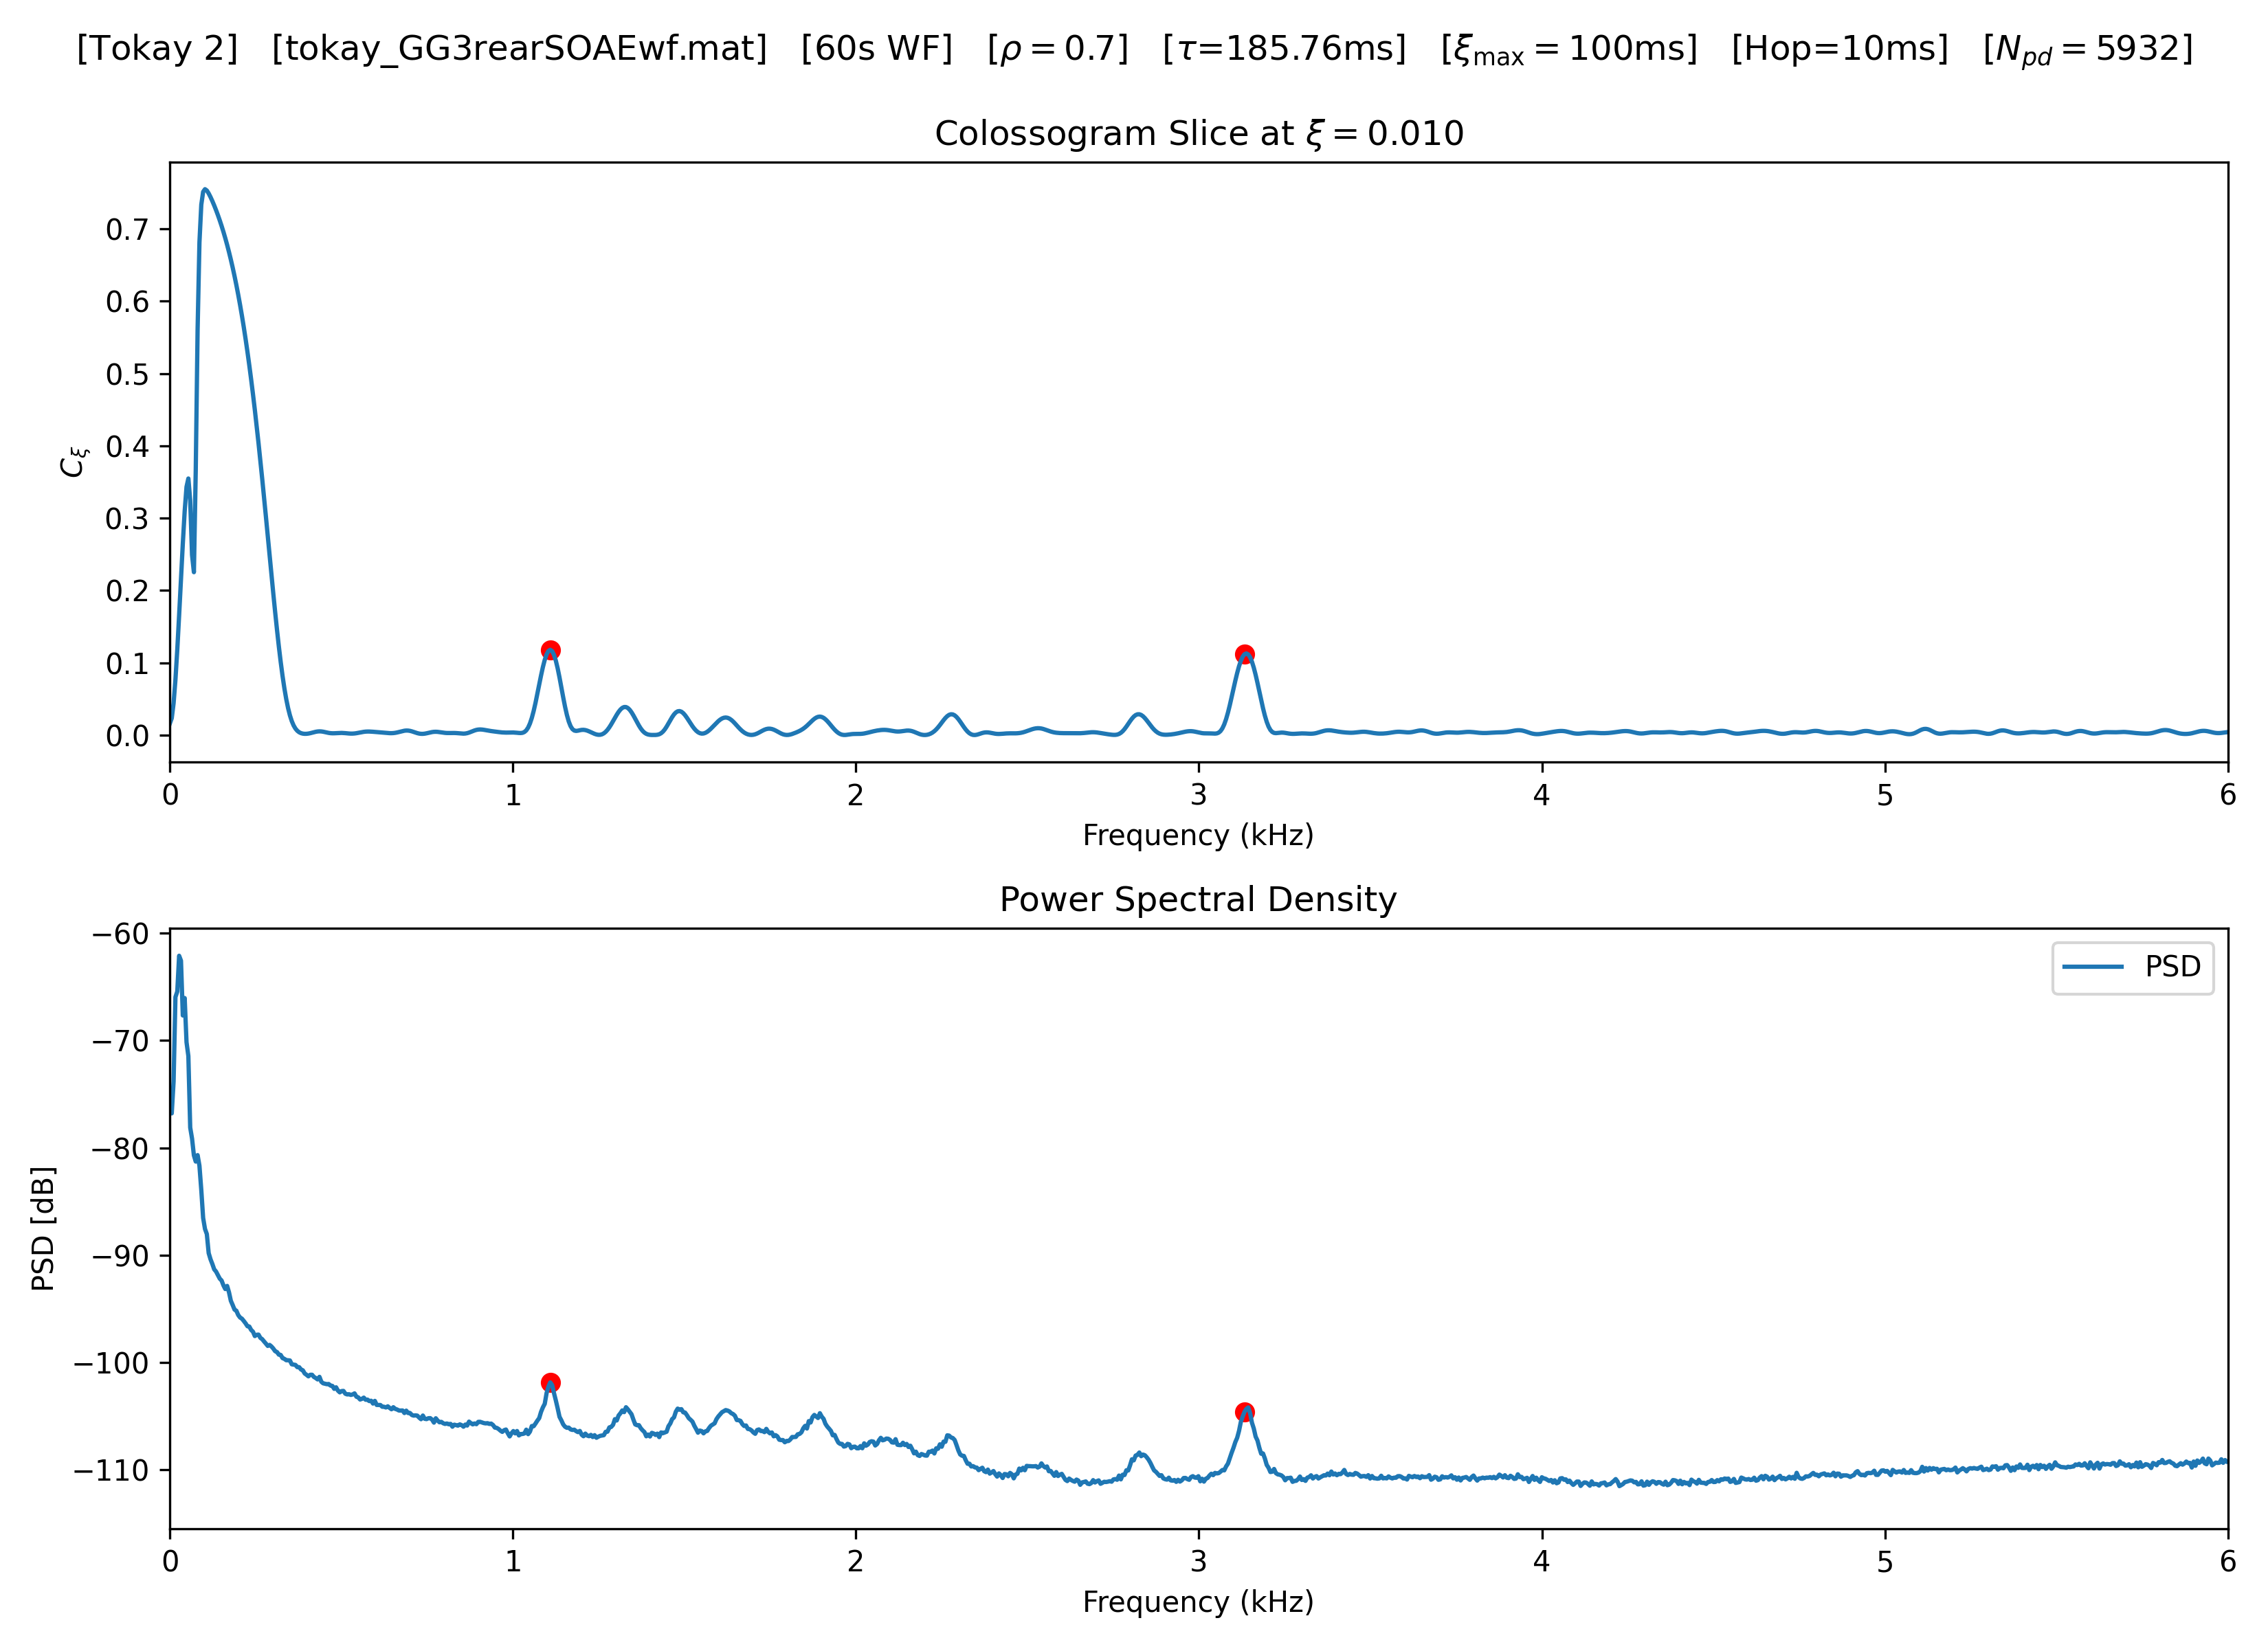 [Tokay 2] [tokay_GG3rearSOAEwf.mat] [60s WF] [ρ = 0.7] [τ=185.76ms] [ξmax = 100ms] [Hop=10ms] [Npd = 5932]
Colossogram Slice at ξ = 0.010
0.7
0.6
0.5
0.4
0.3
0.2
0.1
0.0
Cξ
0 1 2 3 4 5 6
Frequency (kHz)
Power Spectral Density
−60
−70
−80
−90
−100
−110
PSD [dB]
PSD
0 1 2 3 4 5 6
Frequency (kHz)